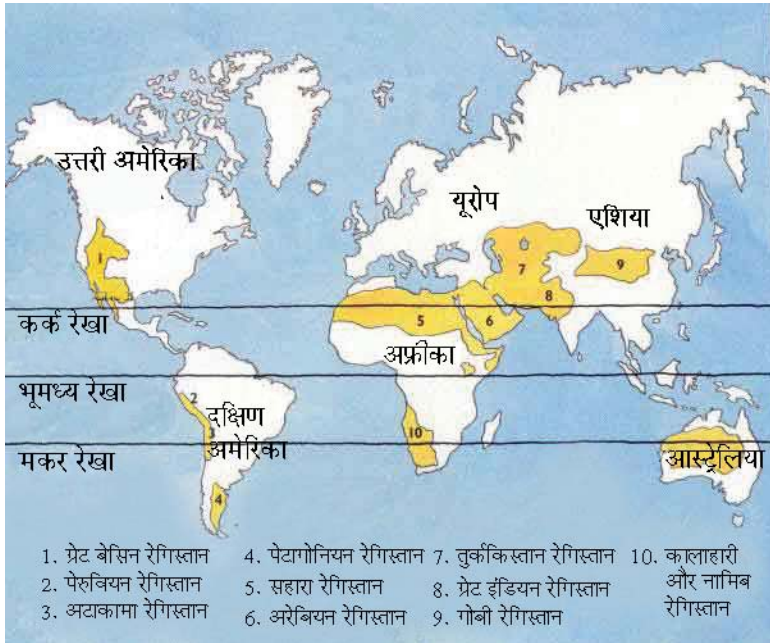 उत्तरी अमेरिका
यूरोप
एशिया
1
7
9
8
कर्क रेखा
5
6
अफ्रीका
भूमध्य रेखा
2
दक्षिण
अमेरिका
10
3
मकर रेखा
आस्ट्रेलिया
4
1. ग्रेट बेसिन रेगिस्तान
2. पेरुवियन रेगिस्तान
3. अटाकामा रेगिस्तान
4. पेटागोनियन रेगिस्तान
5. सहारा रेगिस्तान
6. अरेबियन रेगिस्तान
7. तुर्ककिस्तान रेगिस्तान
8. ग्रेट इंडियन रेगिस्तान
9. गोबी रेगिस्तान
10. कालाहारी
और नामिब
रेगिस्तान